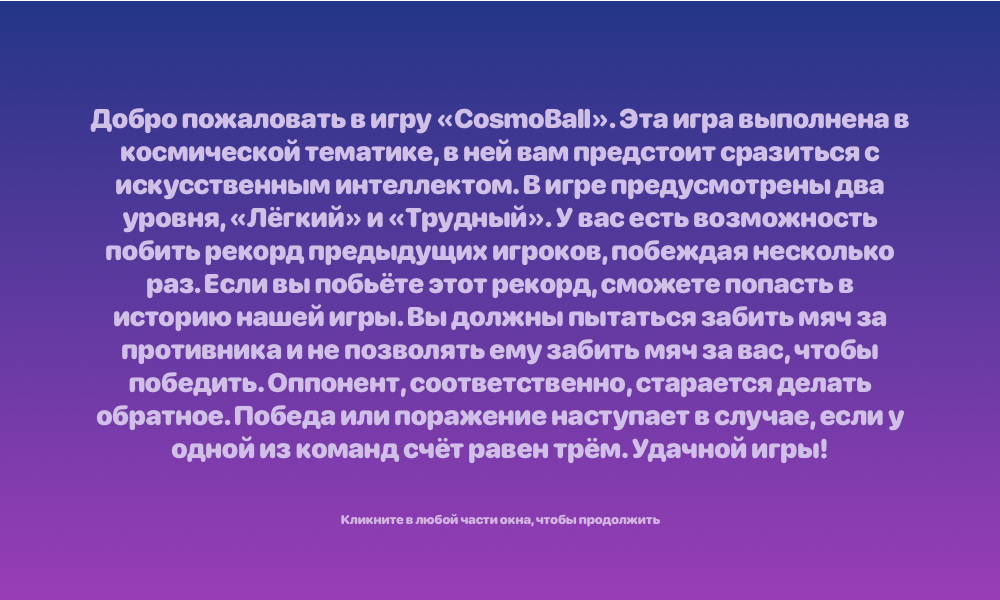 Добро пожаловать в игру «CosmoBall». Эта игра выполнена в
космической тематике, в ней вам предстоит сразиться с
искусственным интеллектом. В игре предусмотрены два
уровня, «Лёгкий» и «Трудный». У вас есть возможность
побить рекорд предыдущих игроков, побеждая несколько
раз. Если вы побьёте этот рекорд, сможете попасть в
историю нашей игры. Вы должны пытаться забить мяч за
противника и не позволять ему забить мяч за вас, чтобы
победить. Оппонент, соответственно, старается делать
обратное. Победа или поражение наступает в случае, если у
одной из команд счёт равен трём. Удачной игры!
Кликните в любой части окна, чтобы продолжить